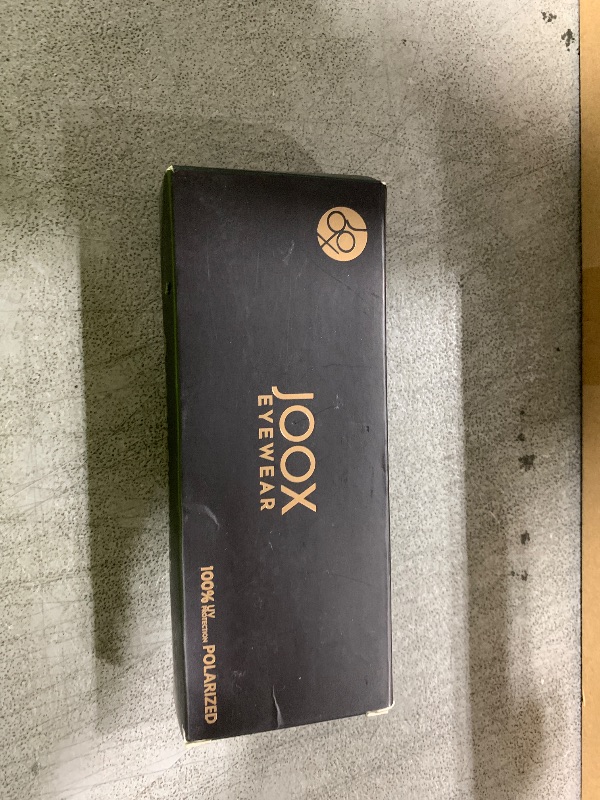 JOOX
EYEWEAR
100% UV PROTECTION POLARIZED